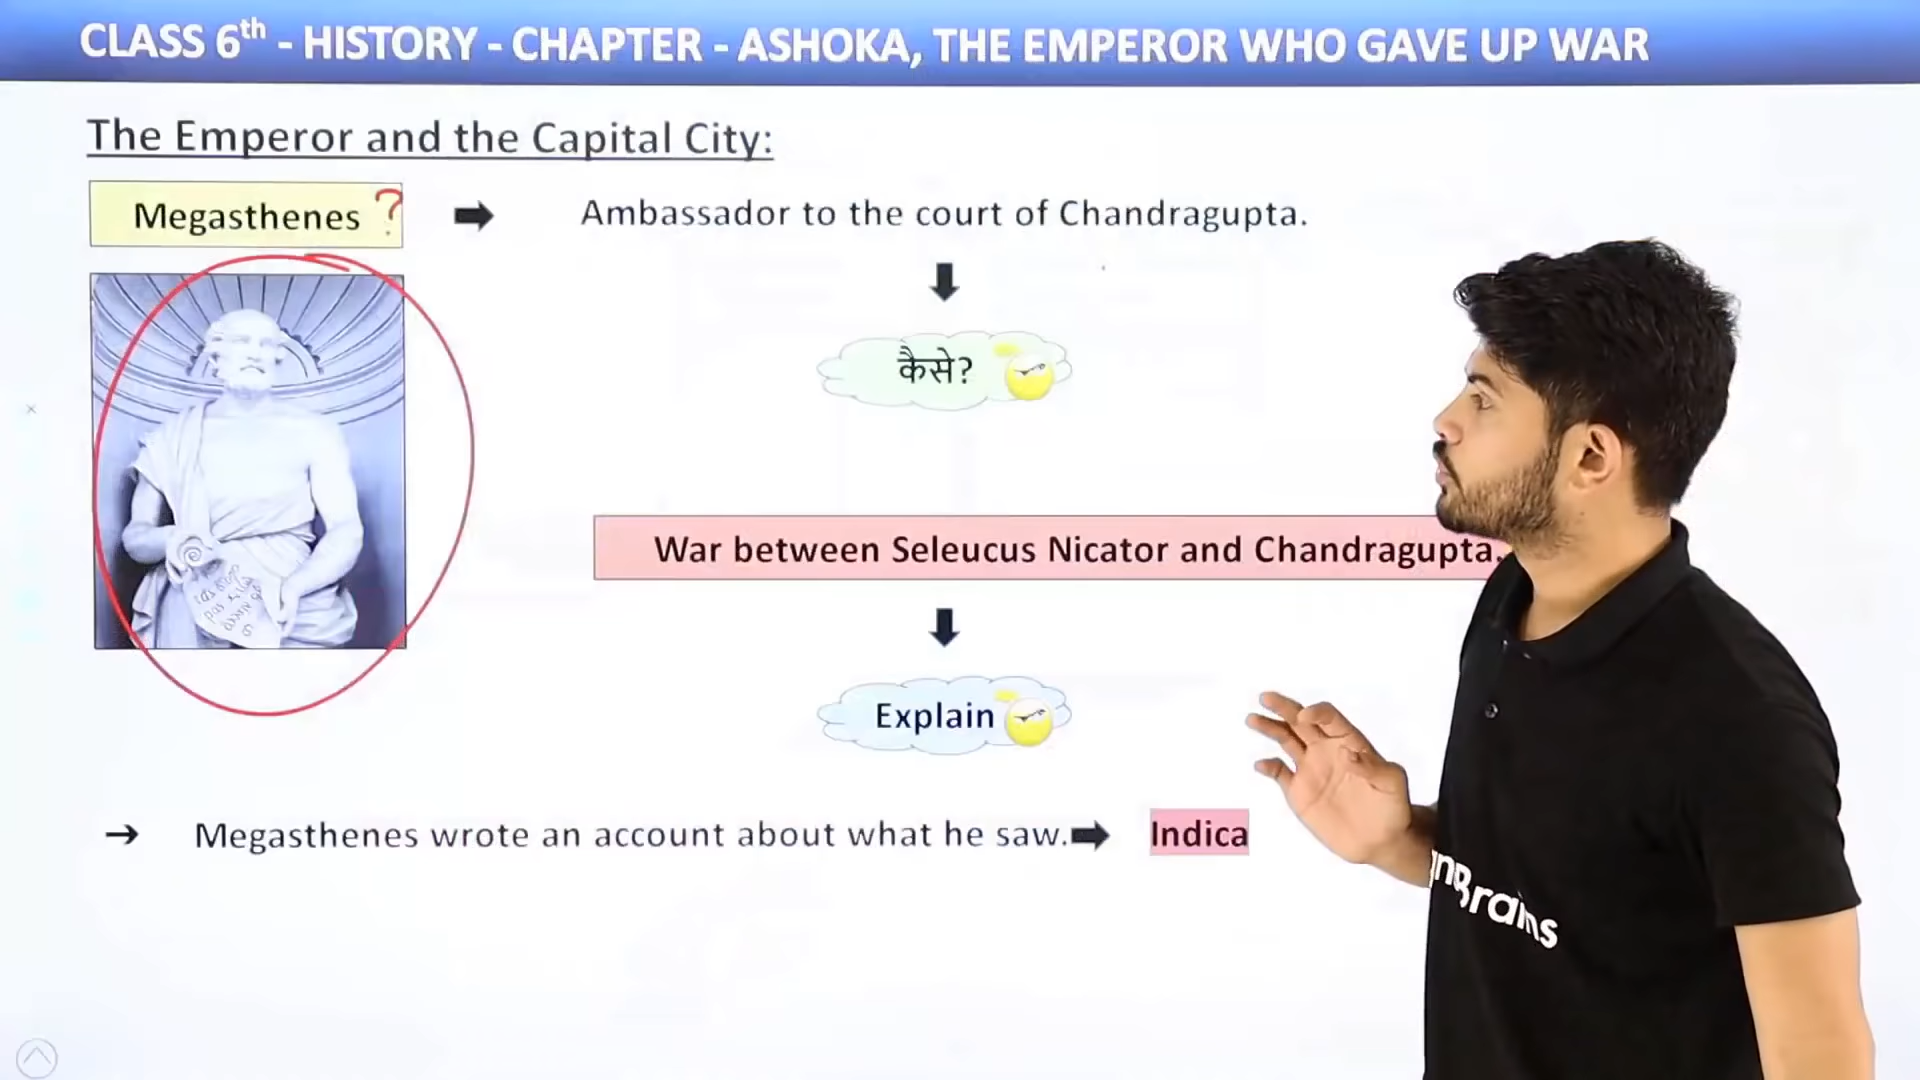 CLASS 6th - HISTORY - CHAPTER - ASHOKA, THE EMPEROR WHO GAVE UP WAR
The Emperor and the Capital City:
Megasthenes ?
Ambassador to the court of Chandragupta.
कैसे?
War between Seleucus Nicator and Chandragupta.
Explain
→ Megasthenes wrote an account about what he saw. Indica